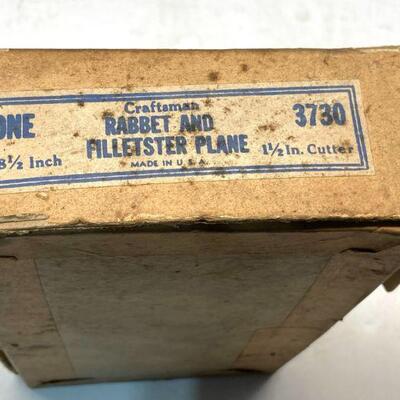 ONE
8½ Inch
Craftsman
RABBET AND
FILLETSTER PLANE
MADE IN U.S.A.
3730
1½ In. Cutter